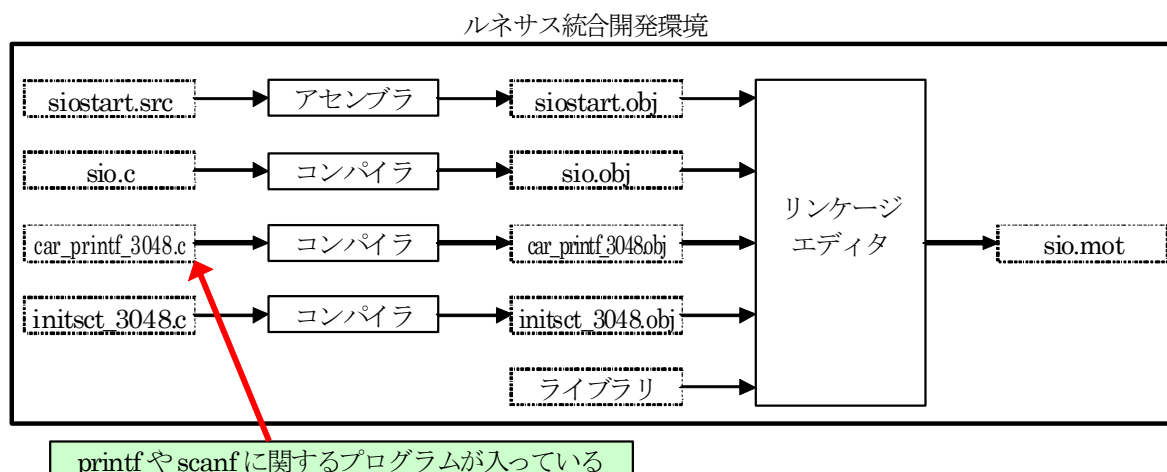 ルネサス統合開発環境
siostart.src アセンブラ siostart.obj
sio.c コンパイラ sio.obj
リンケージ
エディタ
car_printf_3048.c コンパイラ car_printf_3048.obj
sio.mot
initsct_3048.c コンパイラ initsct_3048.obj
ライブラリ
printf や scanf に関するプログラムが入っている